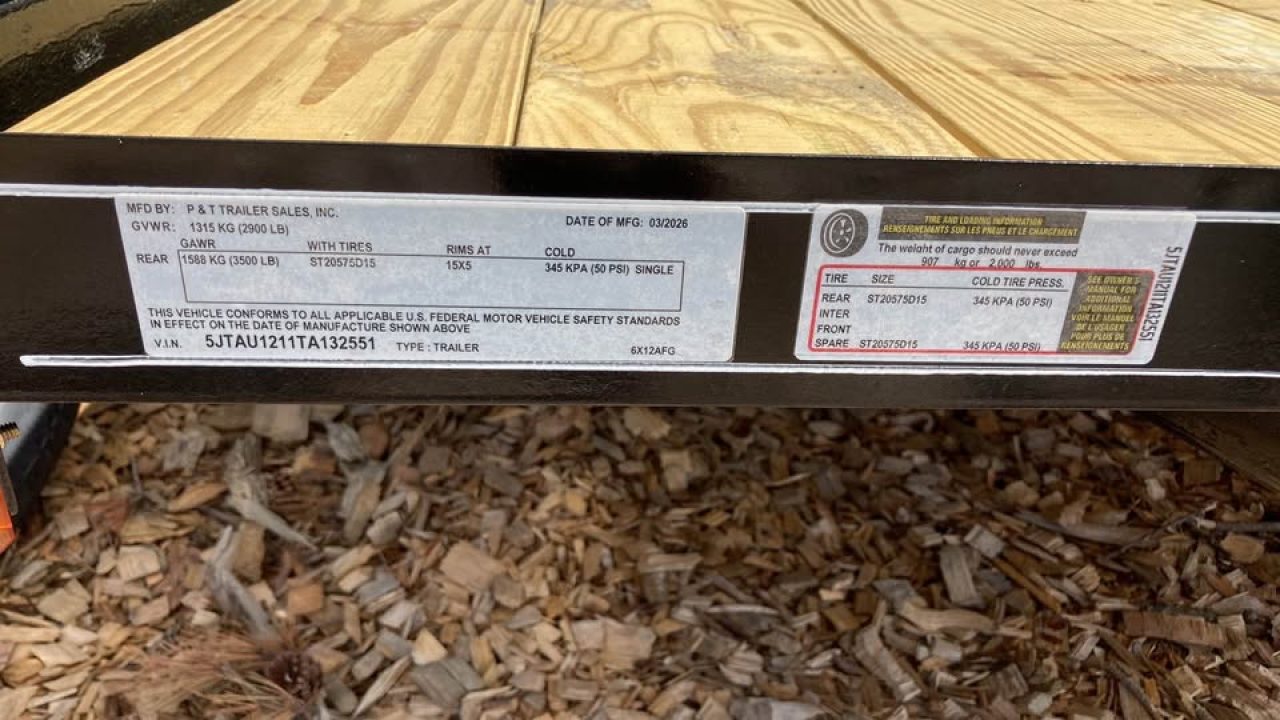 MFD BY: P & T TRAILER SALES, INC.
DATE OF MFG: 03/2026
GVWR: 1315 KG (2900 LB)
GAWR WITH TIRES RIMS AT COLD
REAR 1588 KG (3500 LB) ST20575D15 15X5 345 KPA (50 PSI) SINGLE
THIS VEHICLE CONFORMS TO ALL APPLICABLE U.S. FEDERAL MOTOR VEHICLE SAFETY STANDARDS
IN EFFECT ON THE DATE OF MANUFACTURE SHOWN ABOVE
V.I.N. 5JTAU1211TA132551 TYPE : TRAILER 6X12AFG
TIRE AND LOADING INFORMATION
RENSEIGNEMENTS SUR LES PNEUS ET LE CHARGEMENT
The weight of cargo should never exceed
907 kg or 2,000 lbs.
TIRE SIZE COLD TIRE PRESS.
REAR ST20575D15 345 KPA (50 PSI)
INTER
FRONT
SPARE ST20575D15 345 KPA (50 PSI)
SEE OWNER'S
MANUAL FOR
ADDITIONAL
INFORMATION
VOIR LE MANUEL
DE L'USAGER
POUR PLUS DE
RENSEIGNEMENTS
5JTAU1211TA132551